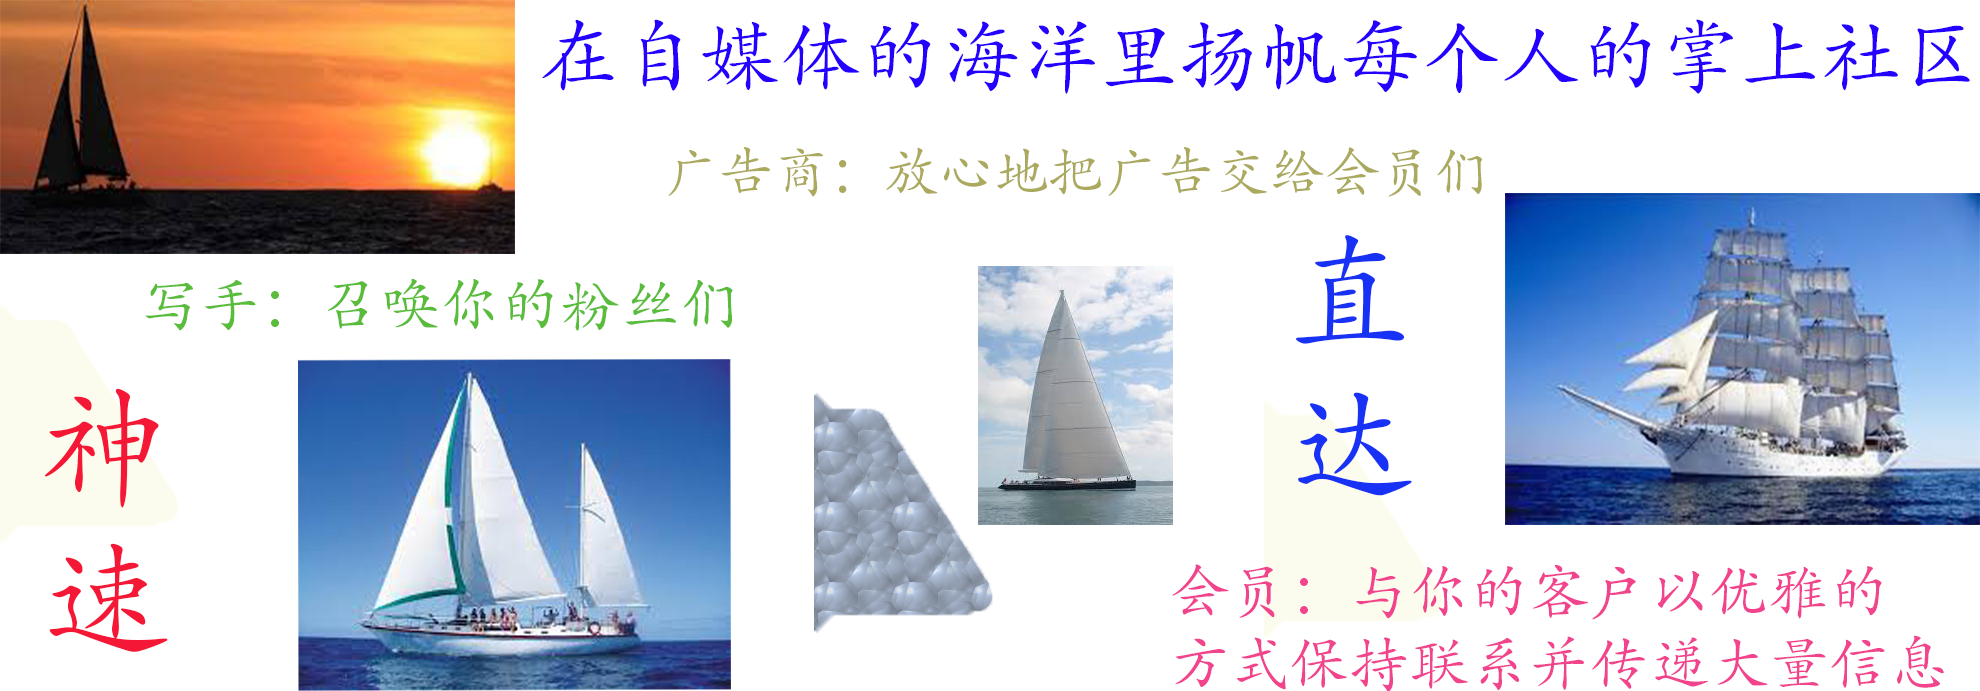 在自媒体的海洋里扬帆每个人的掌上社区
广告商：放心地把广告交给会员们
写手：召唤你的粉丝们
神速
直达
会员：与你的客户以优雅的
方式保持联系并传递大量信息